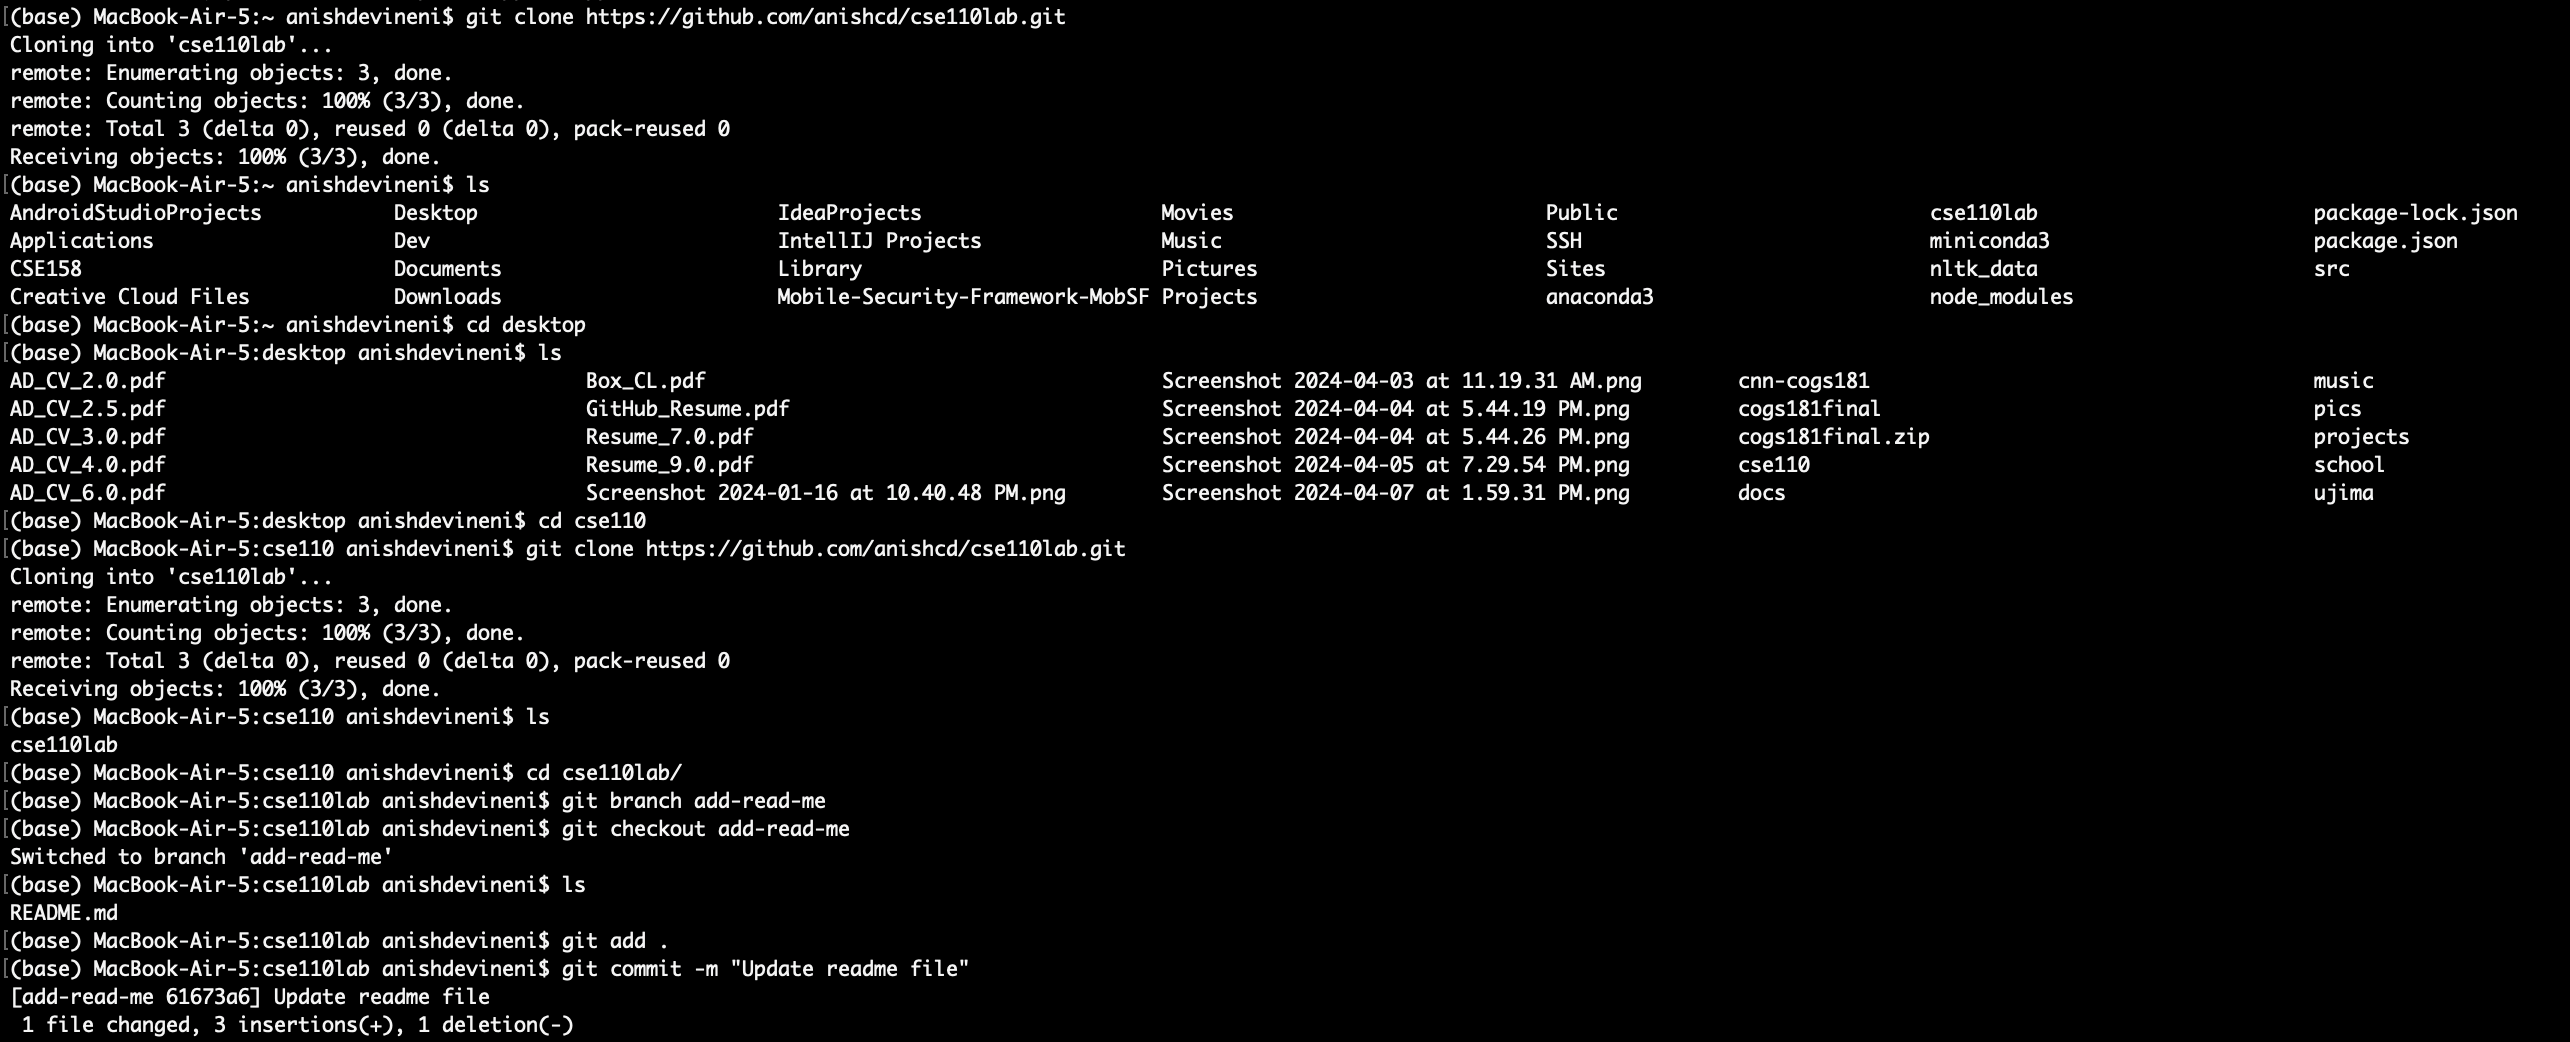 (base) MacBook-Air-5:~ anishdevineni$ git clone https://github.com/anishcd/cse110lab.git
Cloning into 'cse110lab'...
remote: Enumerating objects: 3, done.
remote: Counting objects: 100% (3/3), done.
remote: Total 3 (delta 0), reused 0 (delta 0), pack-reused 0
Receiving objects: 100% (3/3), done.
(base) MacBook-Air-5:~ anishdevineni$ ls
AndroidStudioProjects Desktop IdeaProjects Movies Public cse110lab package-lock.json
Applications Dev IntellIJ Projects Music SSH miniconda3 package.json
CSE158 Documents Library Pictures Sites nltk_data src
Creative Cloud Files Downloads Mobile-Security-Framework-MobSF Projects anaconda3 node_modules
(base) MacBook-Air-5:~ anishdevineni$ cd desktop
(base) MacBook-Air-5:desktop anishdevineni$ ls
AD_CV_2.0.pdf Box_CL.pdf Screenshot 2024-04-03 at 11.19.31 AM.png cnn-cogs181 music
AD_CV_2.5.pdf GitHub_Resume.pdf Screenshot 2024-04-04 at 5.44.19 PM.png cogs181final pics
AD_CV_3.0.pdf Resume_7.0.pdf Screenshot 2024-04-04 at 5.44.26 PM.png cogs181final.zip projects
AD_CV_4.0.pdf Resume_9.0.pdf Screenshot 2024-04-05 at 7.29.54 PM.png cse110 school
AD_CV_6.0.pdf Screenshot 2024-01-16 at 10.40.48 PM.png Screenshot 2024-04-07 at 1.59.31 PM.png docs ujima
(base) MacBook-Air-5:desktop anishdevineni$ cd cse110
(base) MacBook-Air-5:cse110 anishdevineni$ git clone https://github.com/anishcd/cse110lab.git
Cloning into 'cse110lab'...
remote: Enumerating objects: 3, done.
remote: Counting objects: 100% (3/3), done.
remote: Total 3 (delta 0), reused 0 (delta 0), pack-reused 0
Receiving objects: 100% (3/3), done.
(base) MacBook-Air-5:cse110 anishdevineni$ ls
cse110lab
(base) MacBook-Air-5:cse110 anishdevineni$ cd cse110lab/
(base) MacBook-Air-5:cse110lab anishdevineni$ git branch add-read-me
(base) MacBook-Air-5:cse110lab anishdevineni$ git checkout add-read-me
Switched to branch 'add-read-me'
(base) MacBook-Air-5:cse110lab anishdevineni$ ls
README.md
(base) MacBook-Air-5:cse110lab anishdevineni$ git add .
(base) MacBook-Air-5:cse110lab anishdevineni$ git commit -m "Update readme file"
[add-read-me 61673a6] Update readme file
1 file changed, 3 insertions(+), 1 deletion(-)